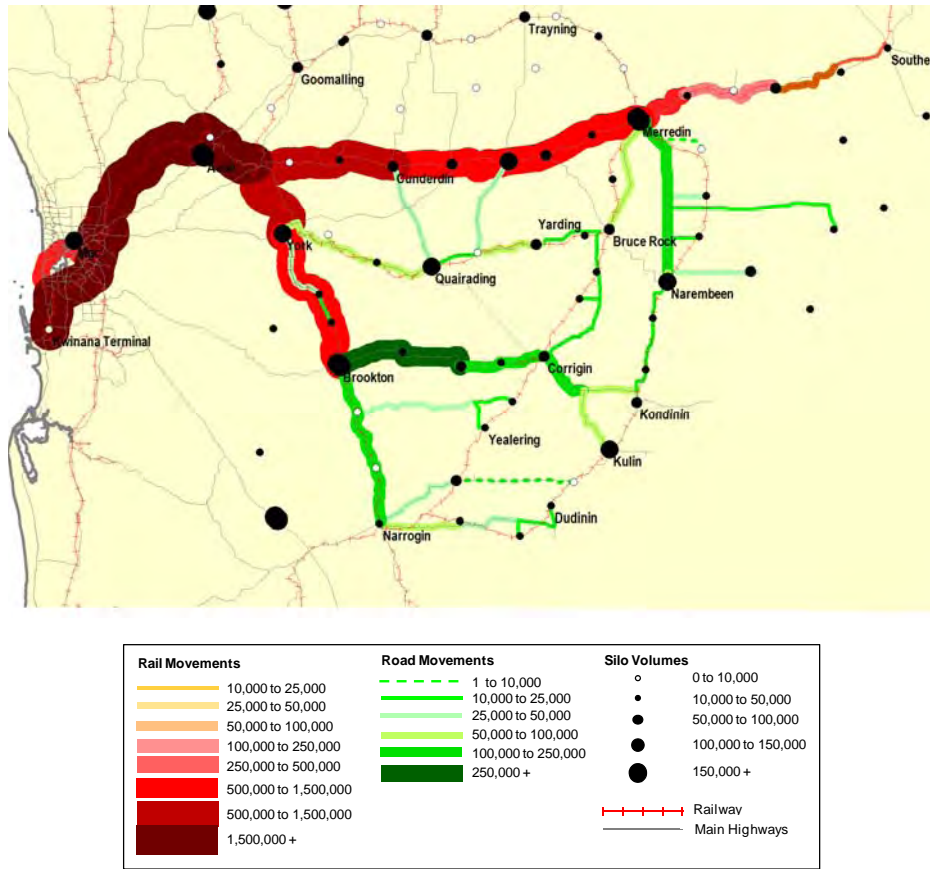 Trayning
Goomalling
Southe
Merredin
Cunderdin
York
Yarding
Bruce Rock
Quairading
Narembeen
Kwinana Terminal
Brookton
Corrigin
Kondinin
Yealering
Kulin
Dudinin
Narrogin
Rail Movements
10,000 to 25,000
25,000 to 50,000
50,000 to 100,000
100,000 to 250,000
250,000 to 500,000
500,000 to 1,500,000
500,000 to 1,500,000
1,500,000 +
Road Movements
1 to 10,000
10,000 to 25,000
25,000 to 50,000
50,000 to 100,000
100,000 to 250,000
250,000 +
Silo Volumes
0 to 10,000
10,000 to 50,000
50,000 to 100,000
100,000 to 150,000
150,000 +
Railway
Main Highways